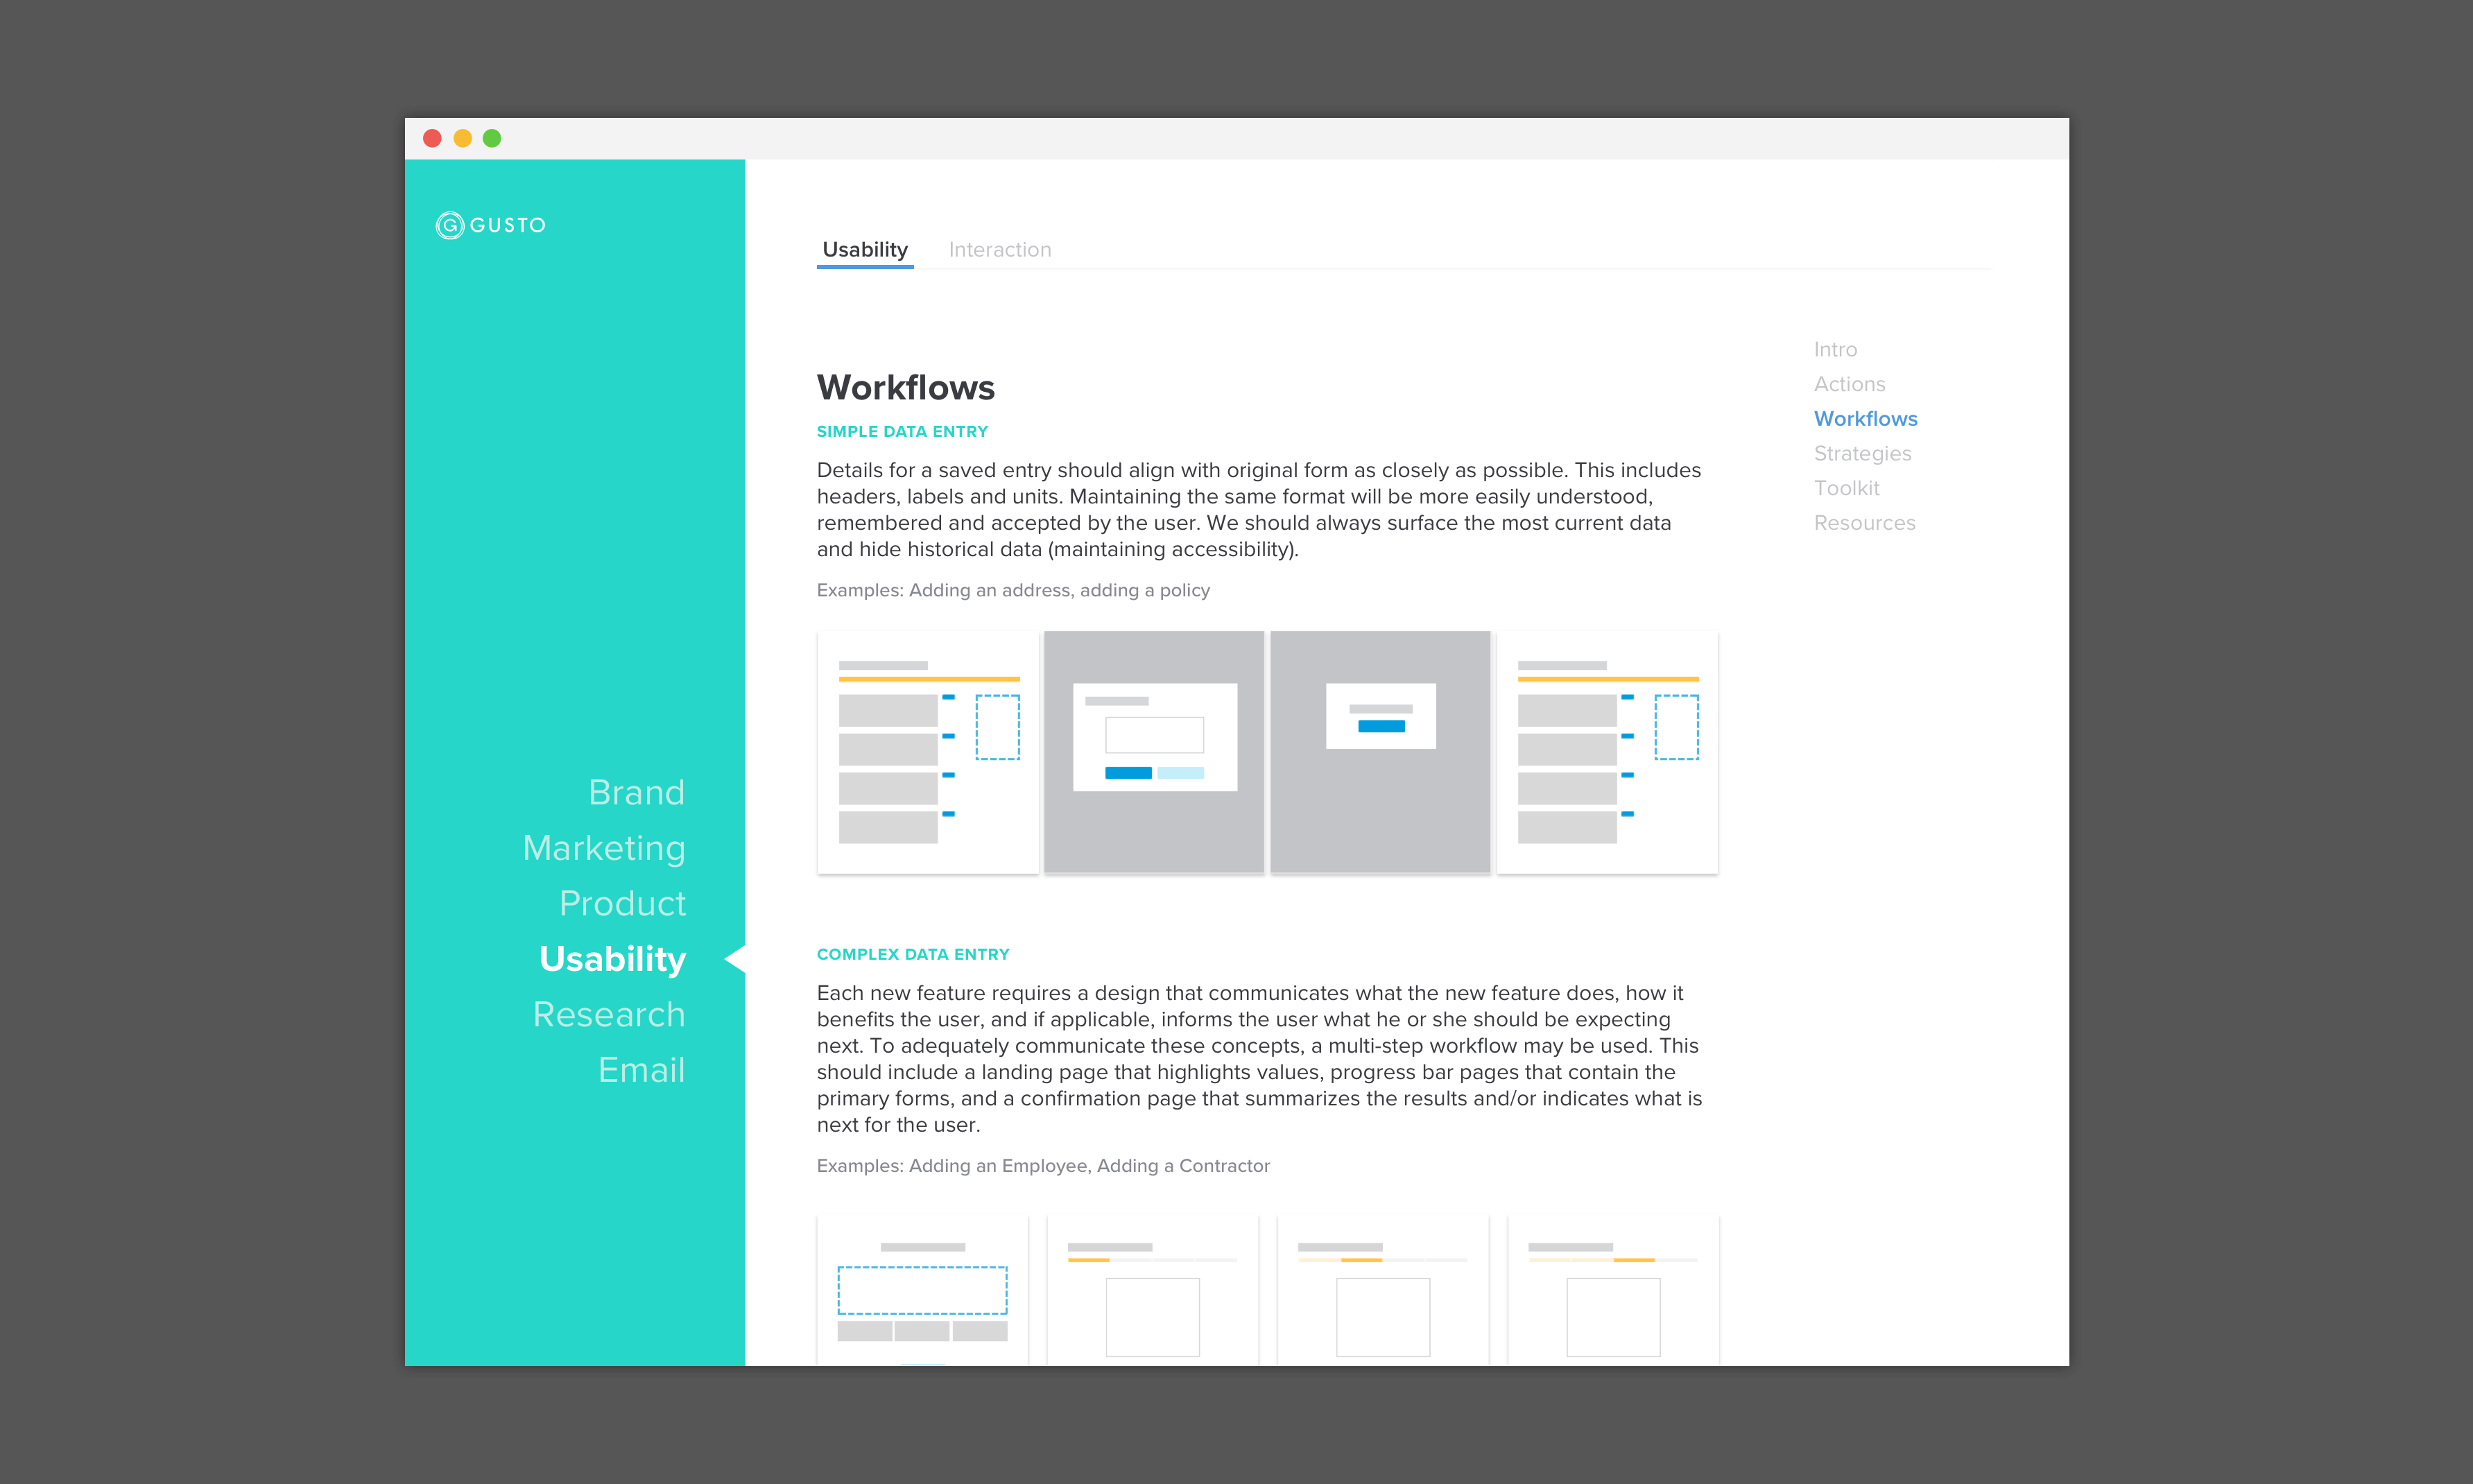 GUSTO
Brand
Marketing
Product
Usability
Research
Email
Usability
Interaction
Workflows
SIMPLE DATA ENTRY
Details for a saved entry should align with original form as closely as possible. This includes
headers, labels and units. Maintaining the same format will be more easily understood,
remembered and accepted by the user. We should always surface the most current data
and hide historical data (maintaining accessibility).
Examples: Adding an address, adding a policy
COMPLEX DATA ENTRY
Each new feature requires a design that communicates what the new feature does, how it
benefits the user, and if applicable, informs the user what he or she should be expecting
next. To adequately communicate these concepts, a multi-step workflow may be used. This
should include a landing page that highlights values, progress bar pages that contain the
primary forms, and a confirmation page that summarizes the results and/or indicates what is
next for the user.
Examples: Adding an Employee, Adding a Contractor
Intro
Actions
Workflows
Strategies
Toolkit
Resources